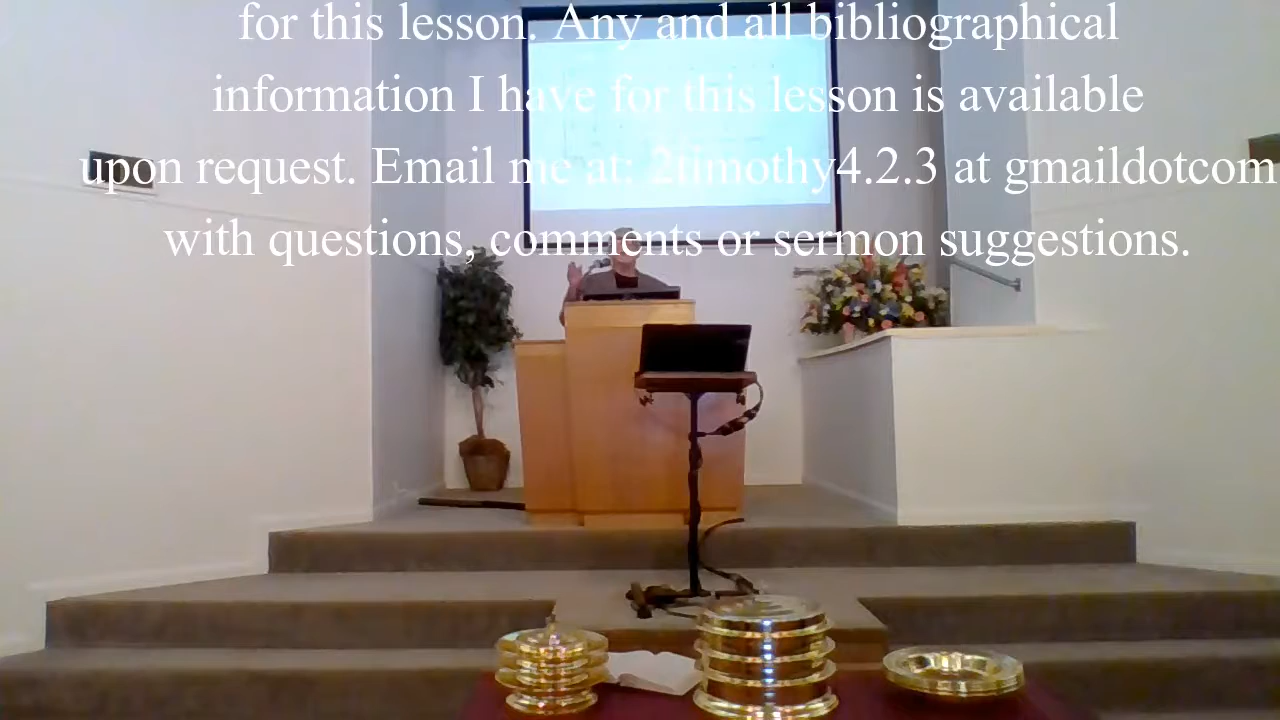 for this lesson. Any and all bibliographical
information I have for this lesson is available
upon request. Email me at: 2timothy4.2.3 at gmaildotcom
with questions, comments or sermon suggestions.